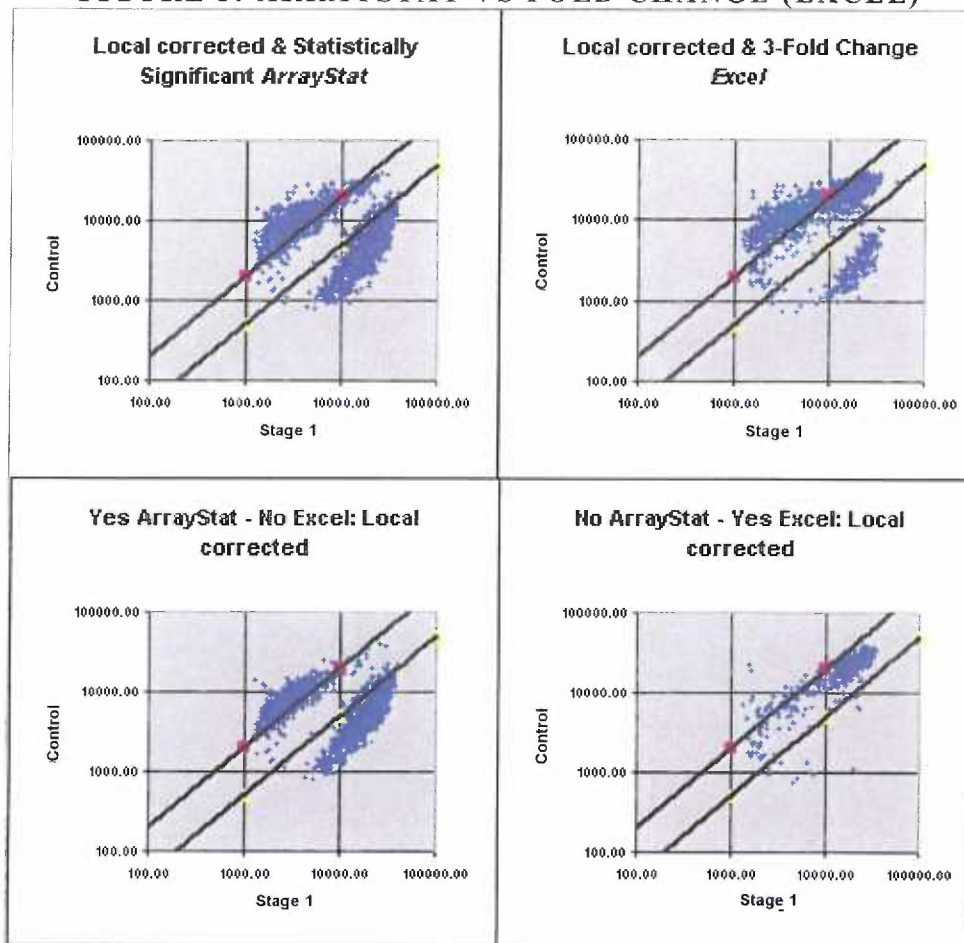 Local corrected & Statistically
Significant ArrayStat
100000.00
10000.00
1000.00
100.00
Control
100.00 1000.00 10000.00 100000.00
Stage 1
Local corrected & 3-Fold Change
Excel
100000.00
10000.00
1000.00
100.00
Control
100.00 1000.00 10000.00 100000.00
Stage 1
Yes ArrayStat - No Excel: Local
corrected
100000.00
10000.00
1000.00
100.00
Control
100.00 1000.00 10000.00 100000.00
Stage 1
No ArrayStat - Yes Excel: Local
corrected
100000.00
10000.00
1000.00
100.00
Control
100.00 1000.00 10000.00 100000.00
Stage 1